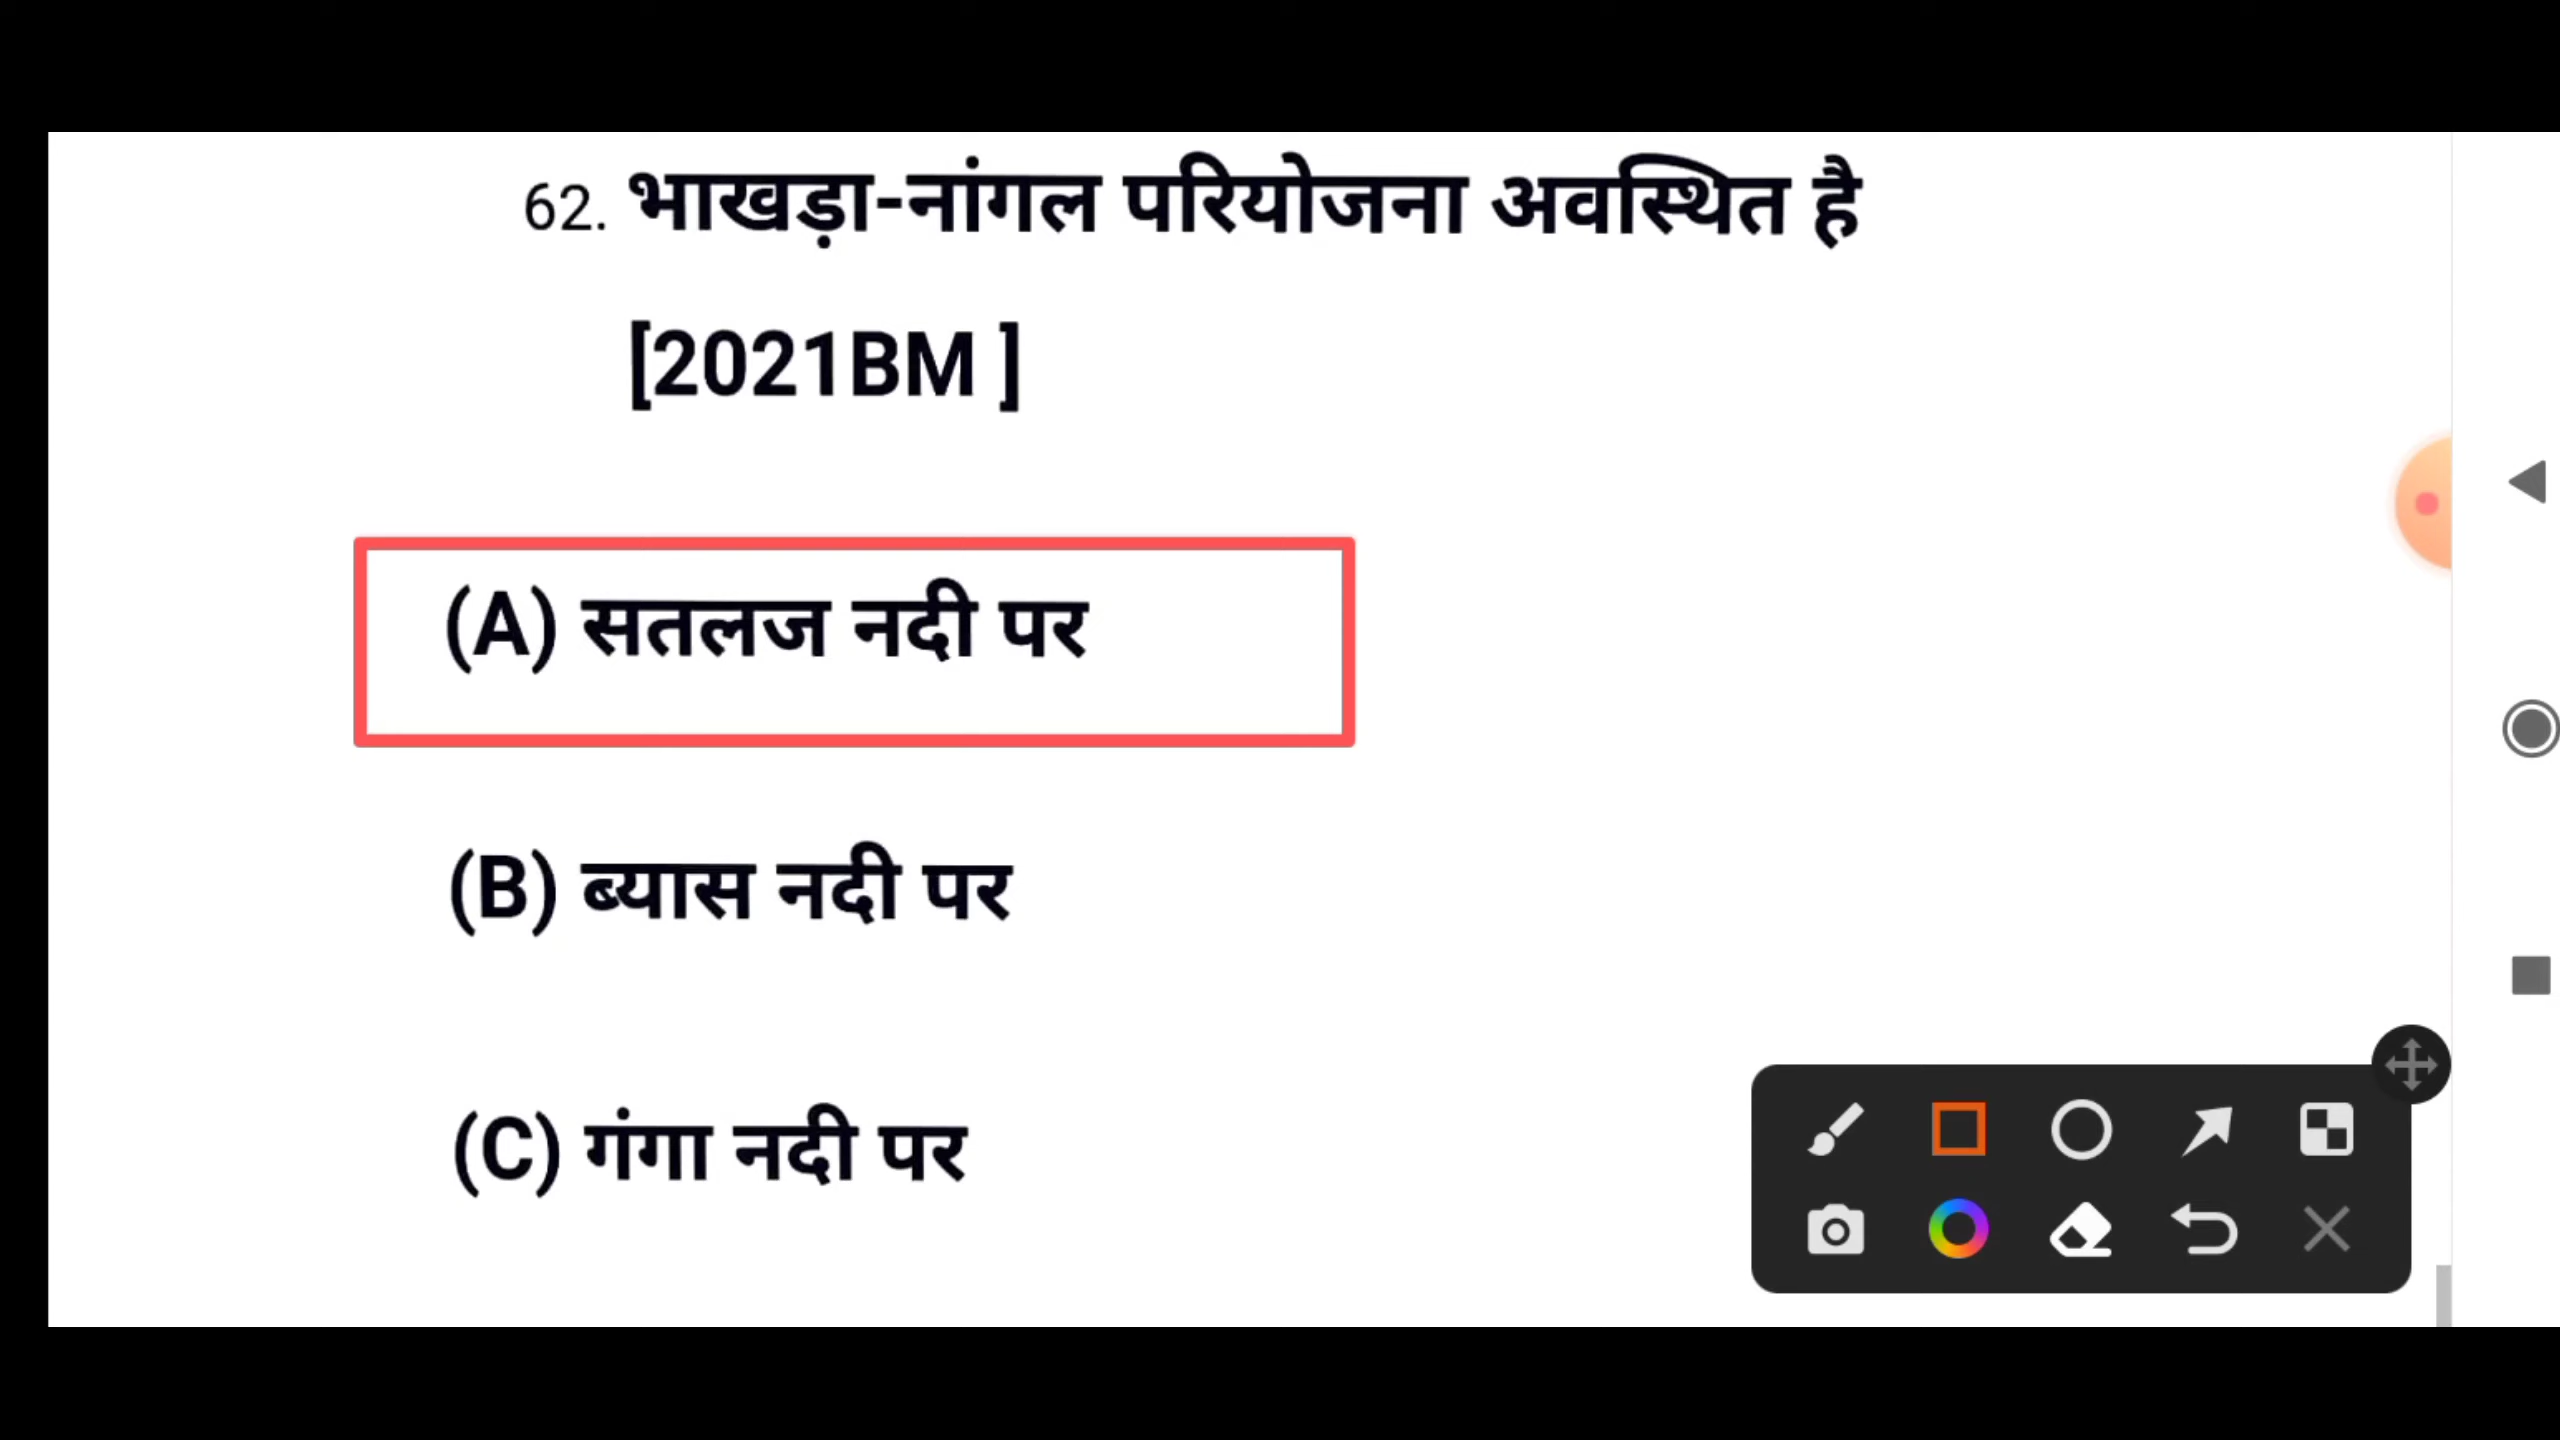 62. भाखड़ा-नांगल परियोजना अवस्थित है
[2021BM ]
(A) सतलज नदी पर
(B) ब्यास नदी पर
(C) गंगा नदी पर